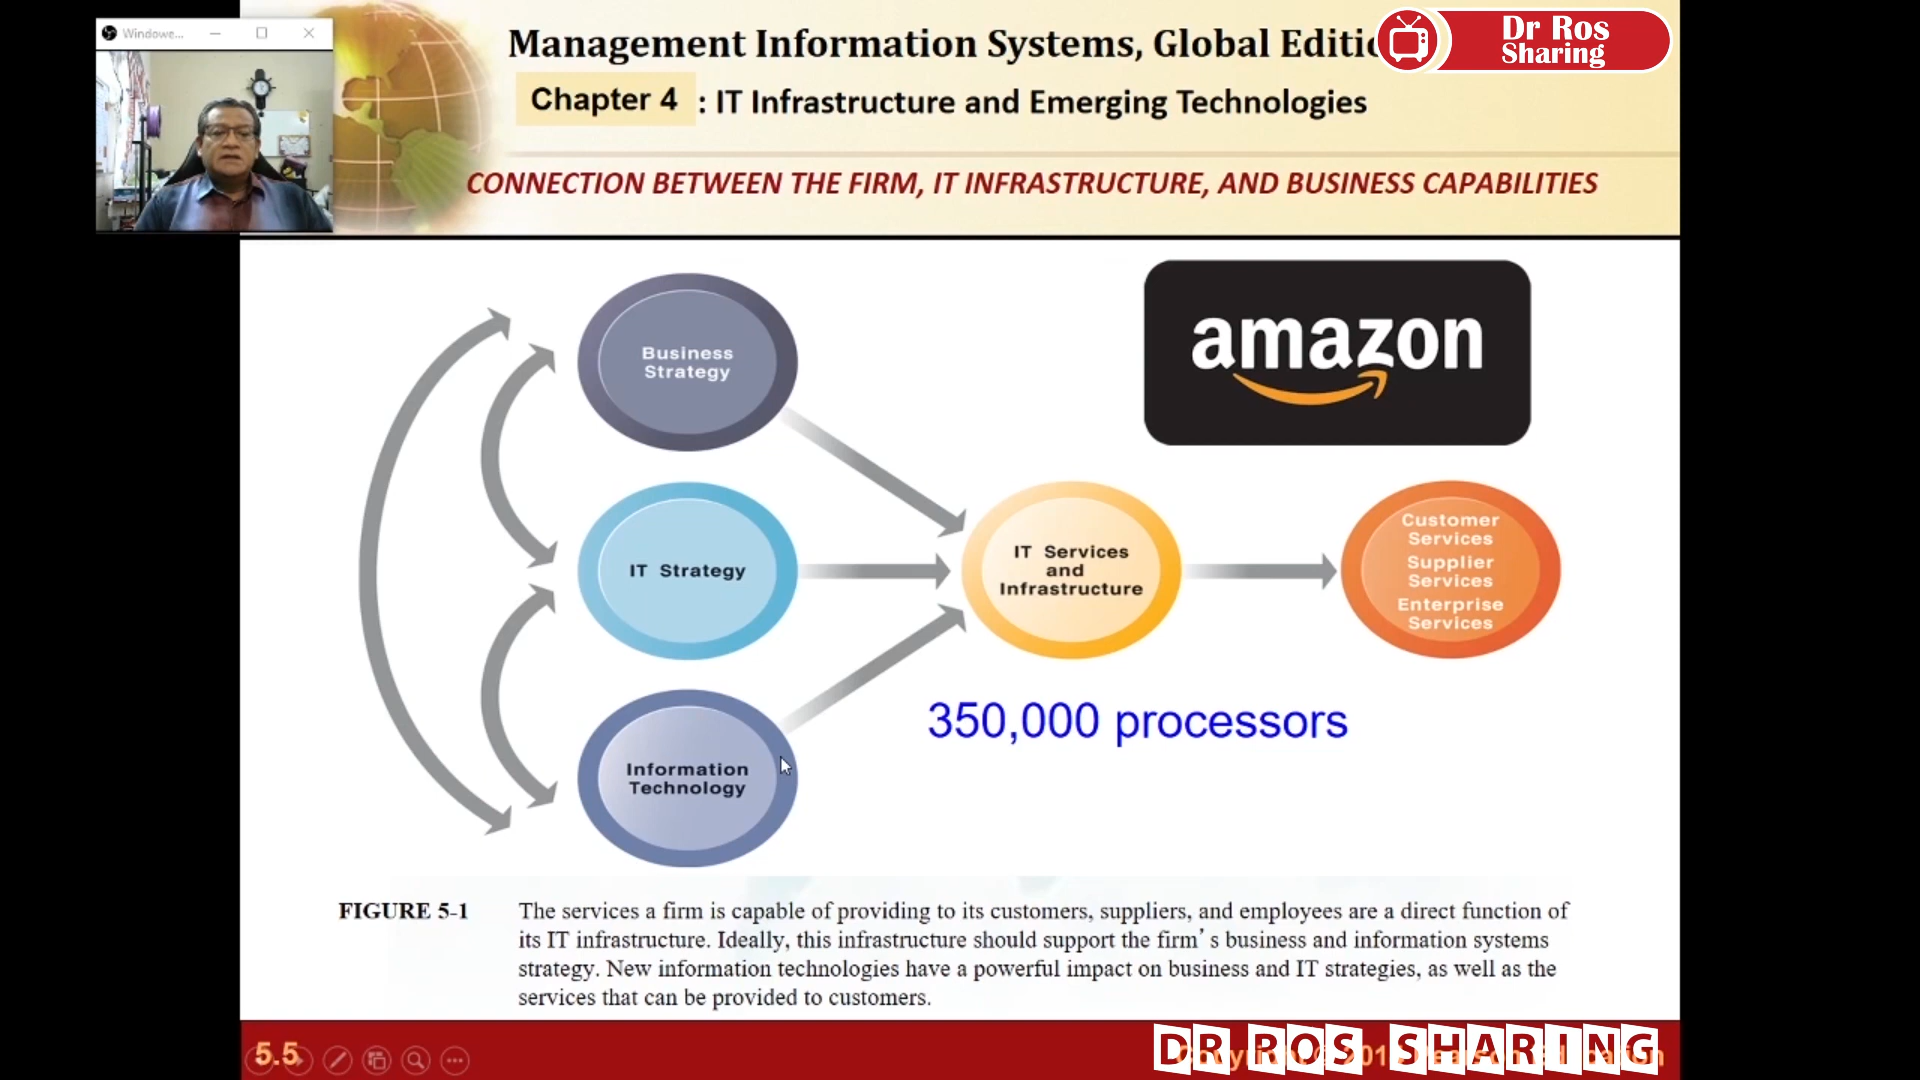 Windowe...
Management Information Systems, Global Editi
Dr Ros
Sharing
Chapter 4 : IT Infrastructure and Emerging Technologies
CONNECTION BETWEEN THE FIRM, IT INFRASTRUCTURE, AND BUSINESS CAPABILITIES
Business
Strategy
amazon
IT Strategy
IT Services
and
Infrastructure
Customer
Services
Supplier
Services
Enterprise
Services
350,000 processors
Information
Technology
FIGURE 5-1
The services a firm is capable of providing to its customers, suppliers, and employees are a direct function of
its IT infrastructure. Ideally, this infrastructure should support the firm’s business and information systems
strategy. New information technologies have a powerful impact on business and IT strategies, as well as the
services that can be provided to customers.
5.5
DR ROS SHARING